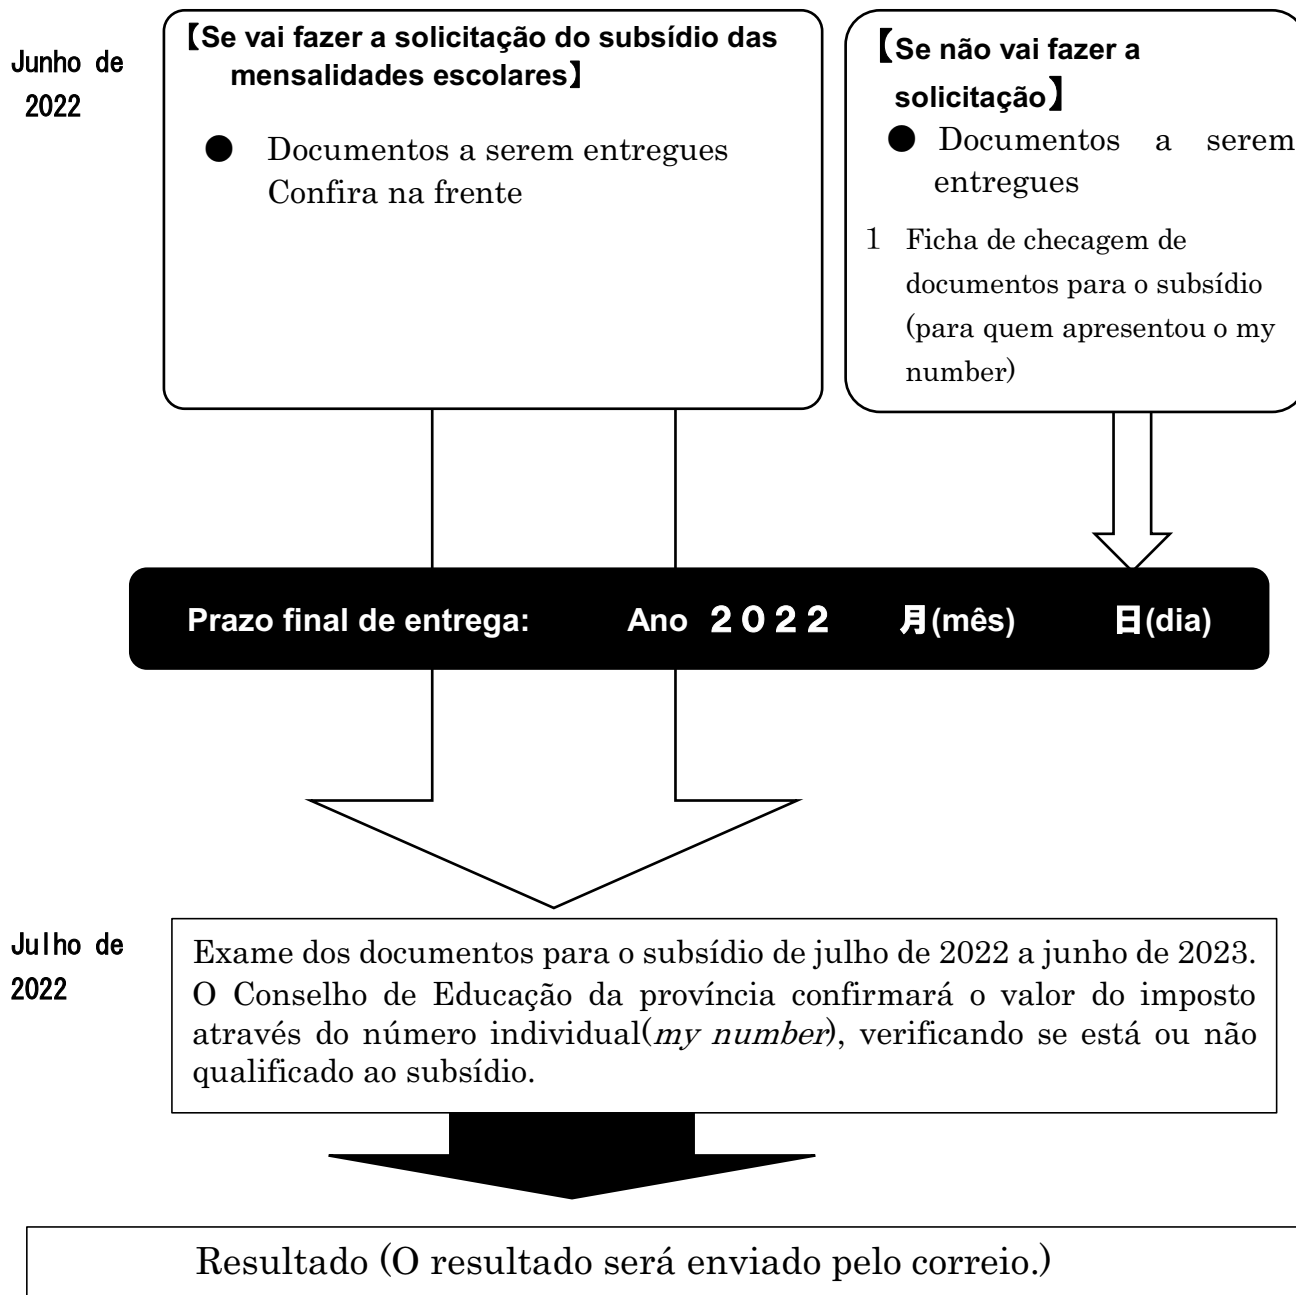 Junho de
2022
【Se vai fazer a solicitação do subsídio das
mensalidades escolares】
● Documentos a serem entregues
Confira na frente
【Se não vai fazer a
solicitação】
● Documentos a serem
entregues
1 Ficha de checagem de
documentos para o subsídio
(para quem apresentou o my
number)
Prazo final de entrega: Ano ２０２２ 月(mês) 日(dia)
Julho de
2022
Exame dos documentos para o subsídio de julho de 2022 a junho de 2023.
O Conselho de Educação da província confirmará o valor do imposto
através do número individual(my number), verificando se está ou não
qualificado ao subsídio.
Resultado (O resultado será enviado pelo correio.)